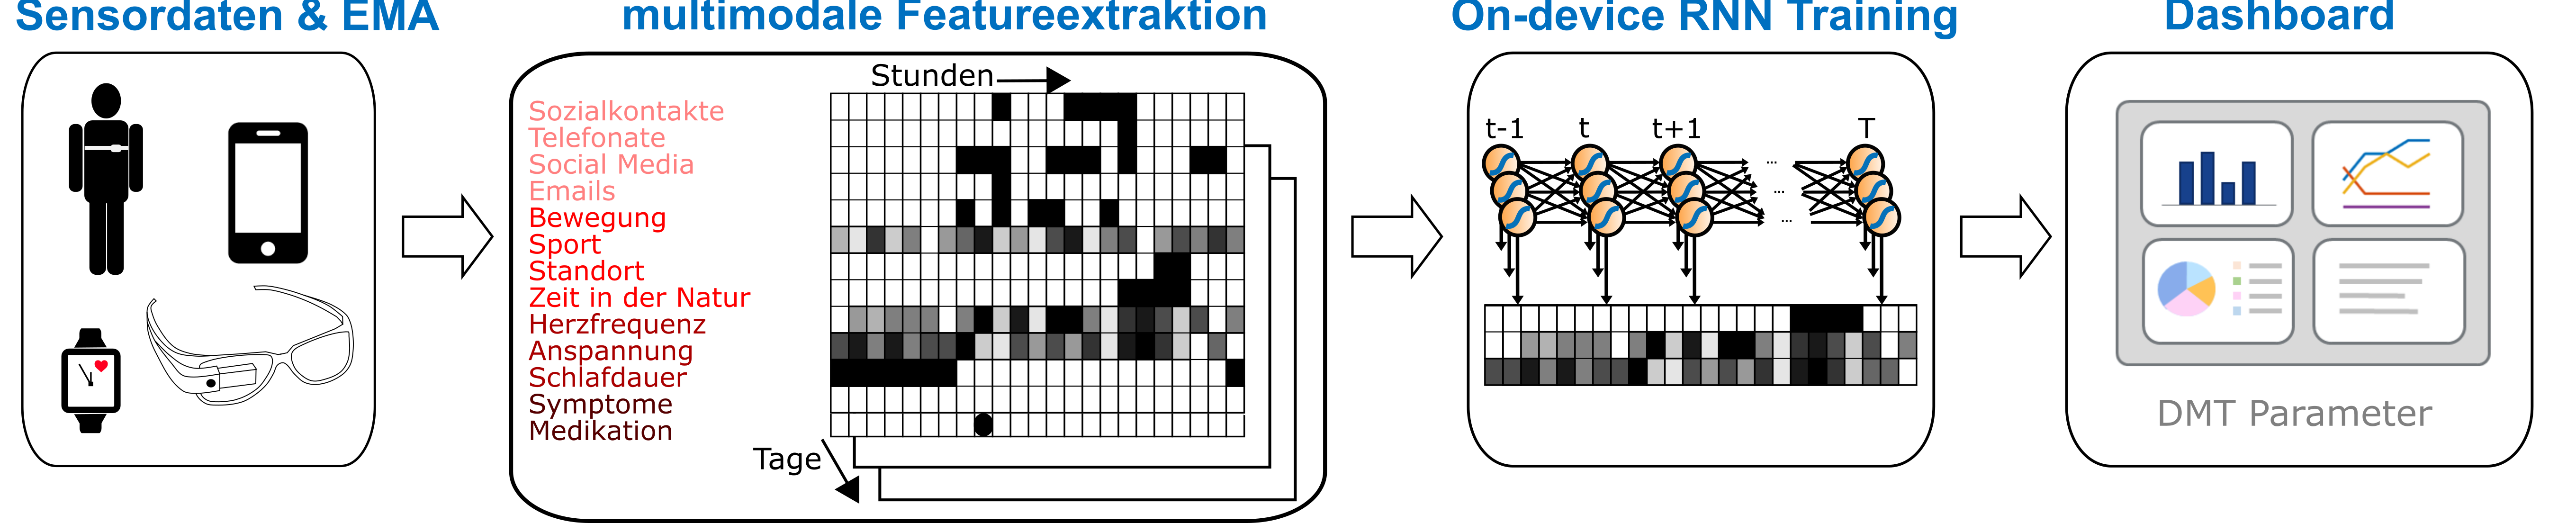 Sensordaten & EMA
multimodale Featureextraktion
On-device RNN Training
Dashboard
Stunden
Sozialkontakte
Telefonate
Social Media
Emails
Bewegung
Sport
Standort
Zeit in der Natur
Herzfrequenz
Anspannung
Schlafdauer
Symptome
Medikation
Tage
t-1 t t+1 T
...
...
...
DMT Parameter